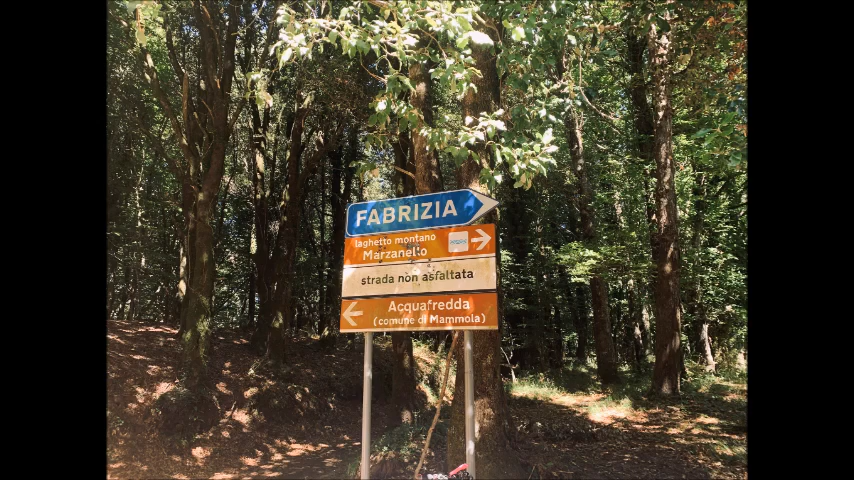 FABRIZIA
laghetto montano
Marzanello
strada non asfaltata
Acquafredda
(comune di Mammola)